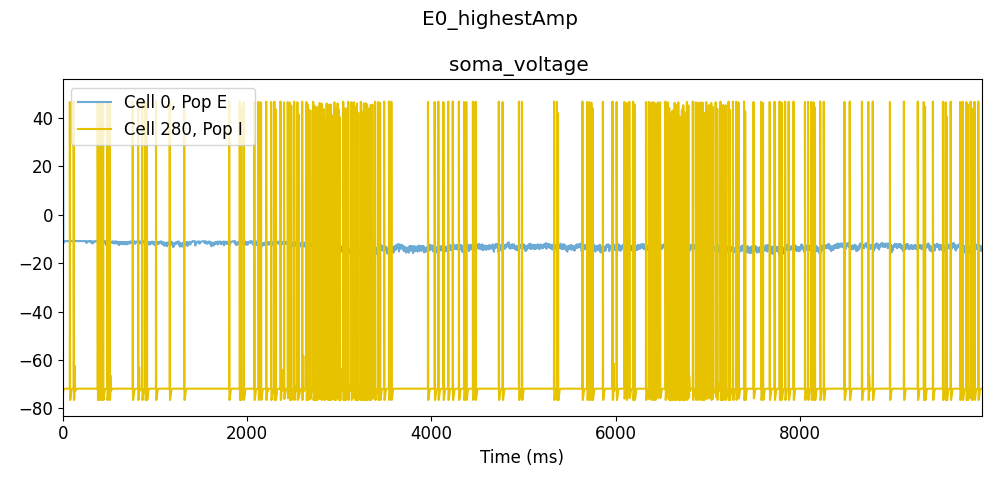 E0_highestAmp
soma_voltage
Cell 0, Pop E
Cell 280, Pop I
40
20
0
−20
−40
−60
−80
0 2000 4000 6000 8000
Time (ms)